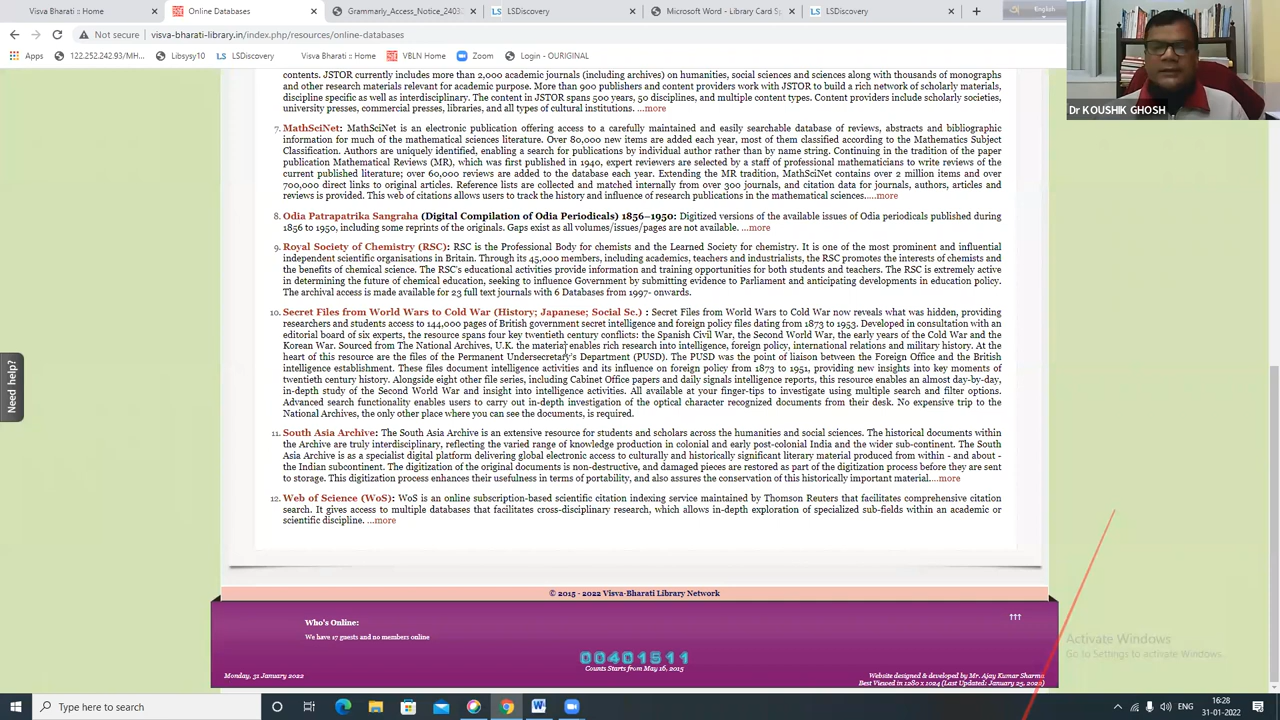 Visva Bharati :: Home
Online Databases
Grammarly_Access_Notice_2403
LSDiscovery
Microsoft Word - Library Card S
LSDiscovery
English
Not secure
visva-bharati-library.in/index.php/resources/online-databases
Apps
122.252.242.93/MH...
Libsysy10
LSDiscovery
Visva Bharati :: Home
VBLN Home
Zoom
Login - OURIGINAL
Dr KOUSHIK GHOSH
contents. JSTOR currently includes more than 2,000 academic journals (including archives) on humanities, social sciences and sciences along with thousands of monographs
and other research materials relevant for academic purpose. More than 900 publishers and content providers work with JSTOR to build a rich network of scholarly materials,
discipline specific as well as interdisciplinary. The content in JSTOR spans 500 years, 50 disciplines, and multiple content types. Content providers include scholarly societies,
university presses, commercial presses, libraries, and all types of cultural institutions. ...more
7. MathSciNet: MathSciNet is an electronic publication offering access to a carefully maintained and easily searchable database of reviews, abstracts and bibliographic
information for much of the mathematical sciences literature. Over 80,000 new items are added each year, most of them classified according to the Mathematics Subject
Classification. Authors are uniquely identified, enabling a search for publications by individual author rather than by name string. Continuing in the tradition of the paper
publication Mathematical Reviews (MR), which was first published in 1940, expert reviewers are selected by a staff of professional mathematicians to write reviews of the
current published literature; over 60,000 reviews are added to the database each year. Extending the MR tradition, MathSciNet contains over 2 million items and over
700,000 direct links to original articles. Reference lists are collected and matched internally from over 300 journals, and citation data for journals, authors, articles and
reviews is provided. This web of citations allows users to track the history and influence of research publications in the mathematical sciences.....more
8. Odia Patrapatrika Sangraha (Digital Compilation of Odia Periodicals) 1856–1950: Digitized versions of the available issues of Odia periodicals published during
1856 to 1950, including some reprints of the originals. Gaps exist as all volumes/issues/pages are not available. ...more
9. Royal Society of Chemistry (RSC): RSC is the Professional Body for chemists and the Learned Society for chemistry. It is one of the most prominent and influential
independent scientific organisations in Britain. Through its 45,000 members, including academics, teachers and industrialists, the RSC promotes the interests of chemists and
the benefits of chemical science. The RSC's educational activities provide information and training opportunities for both students and teachers. The RSC is extremely active
in determining the future of chemical education, seeking to influence Government by submitting evidence to Parliament and anticipating developments in education policy.
The archival access is made available for 23 full text journals with 6 Databases from 1997- onwards.
10. Secret Files from World Wars to Cold War (History; Japanese; Social Sc.) : Secret Files from World Wars to Cold War now reveals what was hidden, providing
researchers and students access to 144,000 pages of British government secret intelligence and foreign policy files dating from 1873 to 1953. Developed in consultation with an
editorial board of six experts, the resource spans four key twentieth century conflicts: the Spanish Civil War, the Second World War, the early years of the Cold War and the
Korean War. Sourced from The National Archives, U.K. the material enables rich research into intelligence, foreign policy, international relations and military history. At the
heart of this resource are the files of the Permanent Undersecretary's Department (PUSD). The PUSD was the point of liaison between the Foreign Office and the British
intelligence establishment. These files document intelligence activities and its influence on foreign policy from 1873 to 1951, providing new insights into key moments of
twentieth century history. Alongside eight other file series, including Cabinet Office papers and daily signals intelligence reports, this resource enables an almost day-by-day,
in-depth study of the Second World War and insight into intelligence activities. All available at your finger-tips to investigate using multiple search and filter options.
Advanced search functionality enables users to carry out in-depth investigation of the optical character recognized documents from their desk. No expensive trip to the
National Archives, the only other place where you can see the documents, is required.
11. South Asia Archive: The South Asia Archive is an extensive resource for students and scholars across the humanities and social sciences. The historical documents within
the Archive are truly interdisciplinary, reflecting the varied range of knowledge production in colonial and early post-colonial India and the wider sub-continent. The South
Asia Archive is as a specialist digital platform delivering global electronic access to culturally and historically significant literary material produced from within - and about -
the Indian subcontinent. The digitization of the original documents is non-destructive, and damaged pieces are restored as part of the digitization process before they are sent
to storage. This digitization process enhances their usefulness in terms of portability, and also assures the conservation of this historically important material....more
12. Web of Science (WoS): WoS is an online subscription-based scientific citation indexing service maintained by Thomson Reuters that facilitates comprehensive citation
search. It gives access to multiple databases that facilitates cross-disciplinary research, which allows in-depth exploration of specialized sub-fields within an academic or
scientific discipline. ...more
Need help?
© 2015 - 2022 Visva-Bharati Library Network
Who's Online:
We have 17 guests and no members online
↑↑↑
00401511
Counts Starts from May 16, 2015
Monday, 31 January 2022
Website designed & developed by Mr. Ajay Kumar Sharma
Best Viewed in 1280 x 1024 (Last Updated: January 25, 2022)
Activate Windows
Go to Settings to activate Windows.
Type here to search
ENG
16:28
31-01-2022